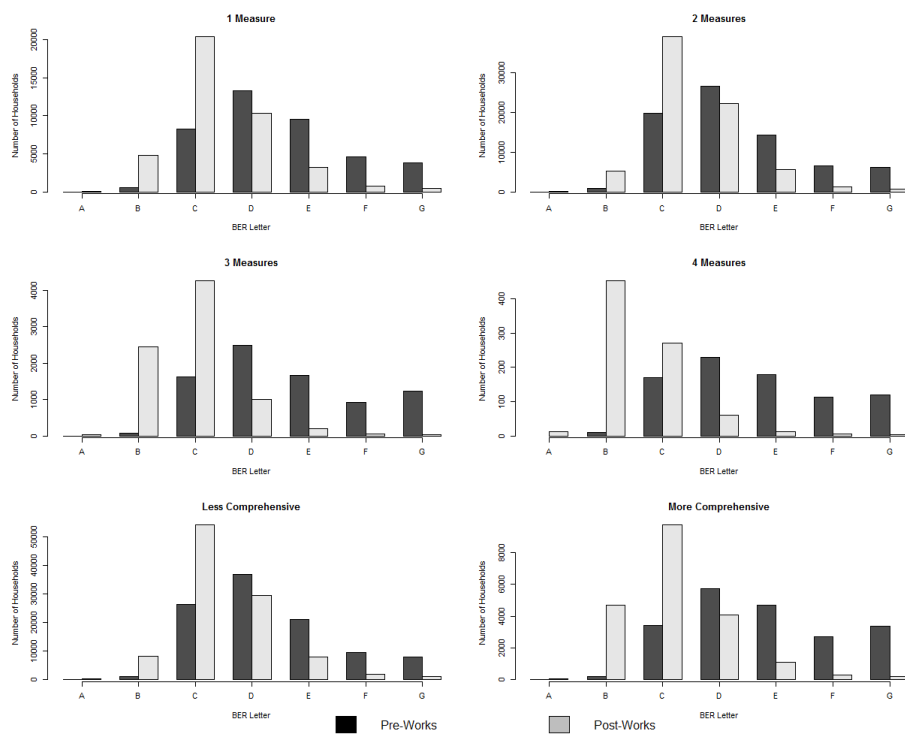 1 Measure
Number of Households
20000
15000
10000
5000
0
A B C D E F G
BER Letter
2 Measures
Number of Households
30000
20000
10000
0
A B C D E F G
BER Letter
3 Measures
Number of Households
4000
3000
2000
1000
0
A B C D E F G
BER Letter
4 Measures
Number of Households
400
300
200
100
0
A B C D E F G
BER Letter
Less Comprehensive
Number of Households
50000
40000
30000
20000
10000
0
A B C D E F G
BER Letter
More Comprehensive
Number of Households
8000
6000
4000
2000
0
A B C D E F G
BER Letter
Pre-Works
Post-Works